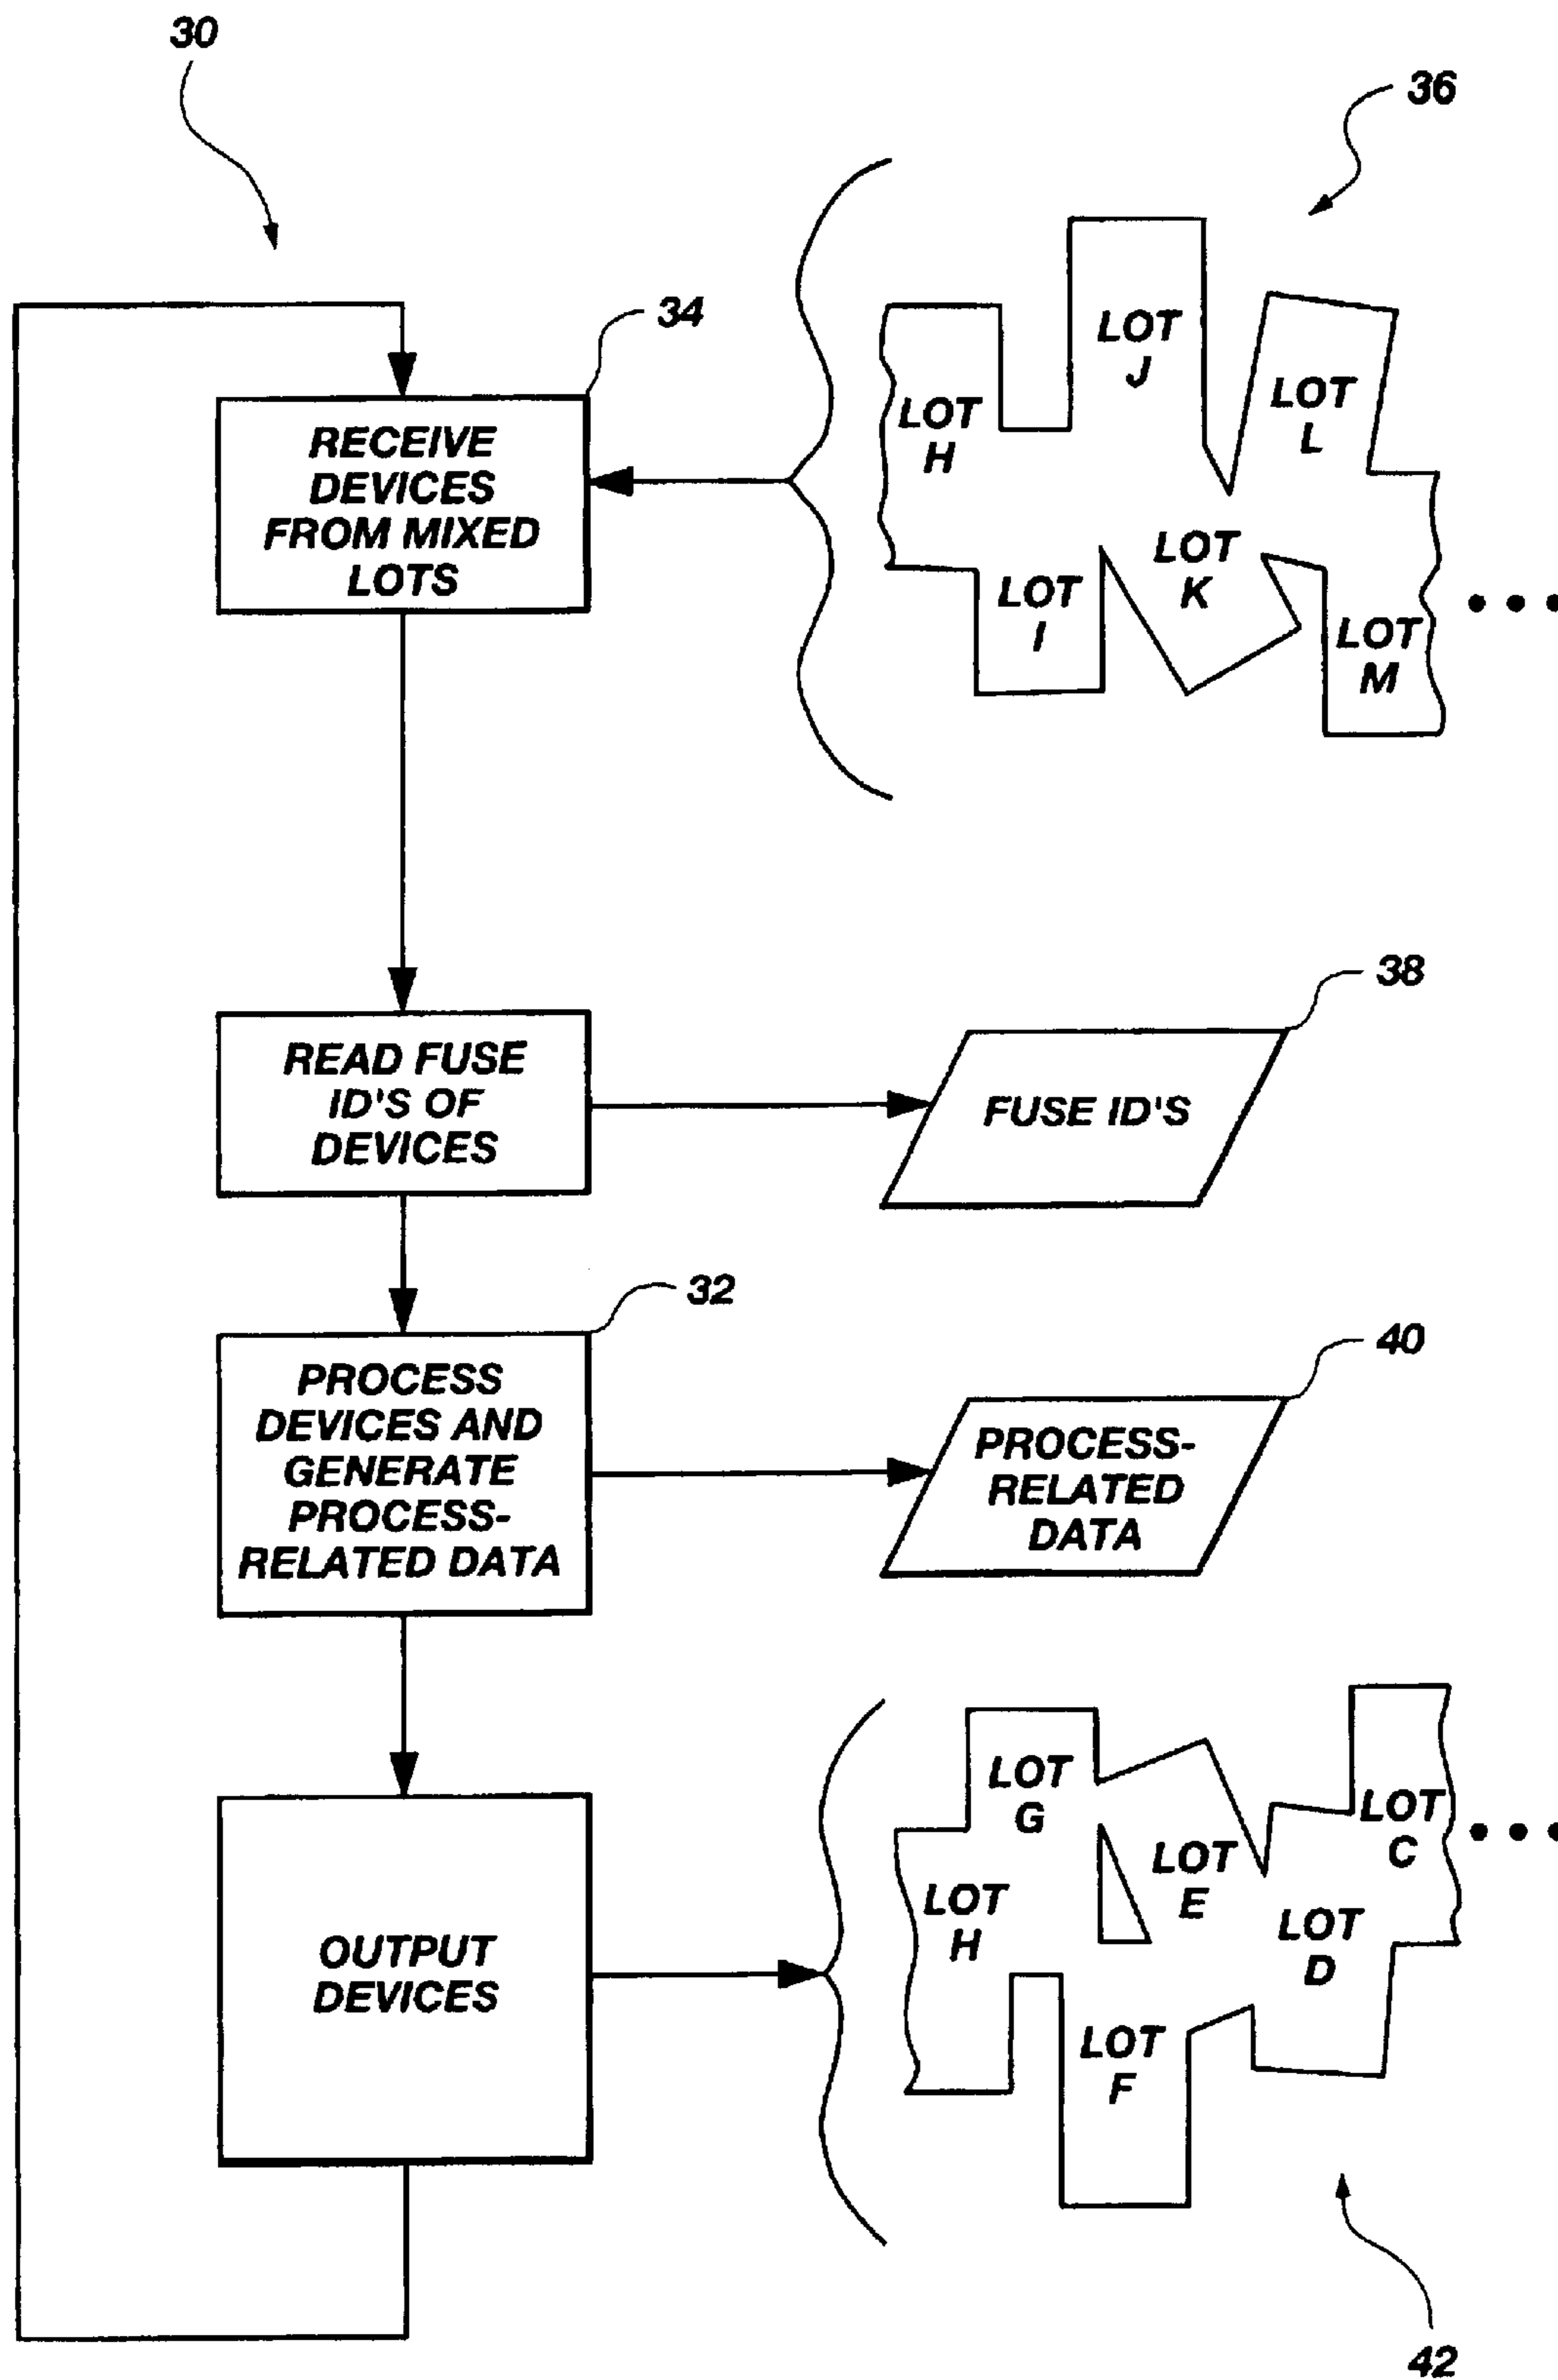 30
36
34
RECEIVE
DEVICES
FROM MIXED
LOTS
LOT
H
LOT
J
LOT
L
LOT
K
LOT
I
LOT
M
READ FUSE
ID'S OF
DEVICES
38
FUSE ID'S
32
PROCESS
DEVICES AND
GENERATE
PROCESS-
RELATED DATA
40
PROCESS-
RELATED
DATA
OUTPUT
DEVICES
LOT
G
LOT
C
LOT
E
LOT
H
LOT
D
LOT
F
42